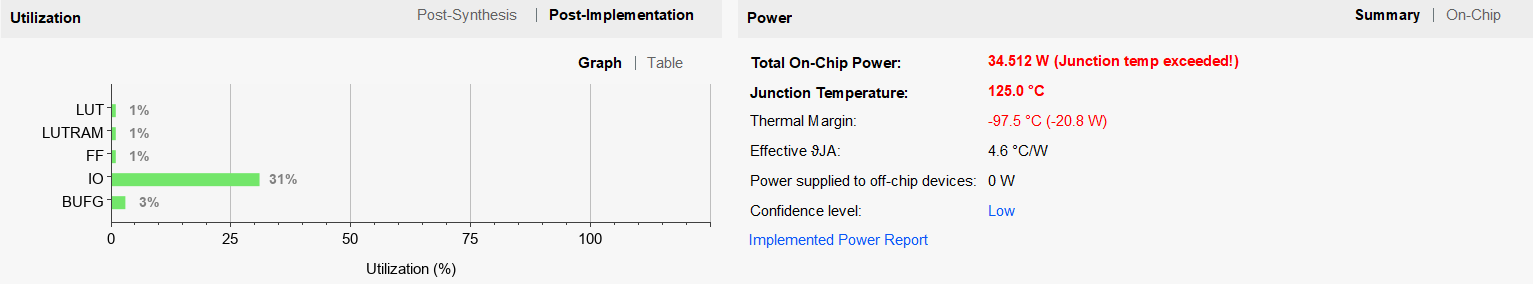 Utilization
Post-Synthesis | Post-Implementation
Graph | Table
LUT 1%
LUTRAM 1%
FF 1%
IO 31%
BUFG 3%
0 25 50 75 100
Utilization (%)
Power
Summary | On-Chip
Total On-Chip Power: 34.512 W (Junction temp exceeded!)
Junction Temperature: 125.0 °C
Thermal Margin: -97.5 °C (-20.8 W)
Effective ϑJA: 4.6 °C/W
Power supplied to off-chip devices: 0 W
Confidence level: Low
Implemented Power Report